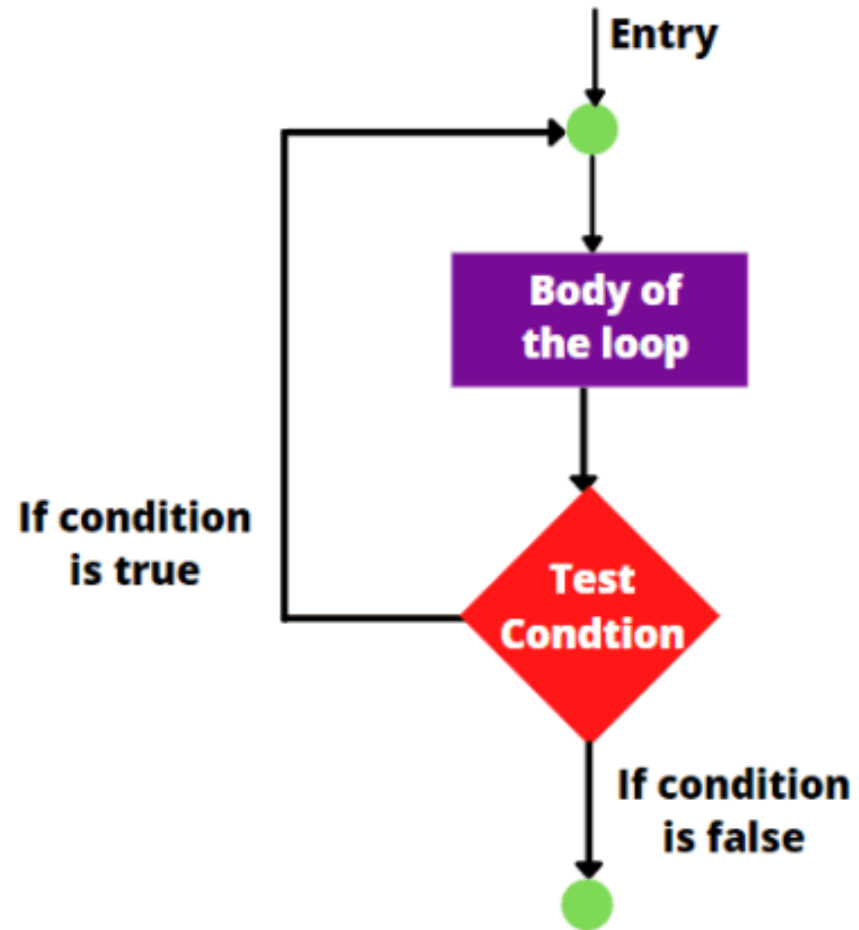 Entry
Body of
the loop
If condition
is true
Test
Condtion
If condition
is false